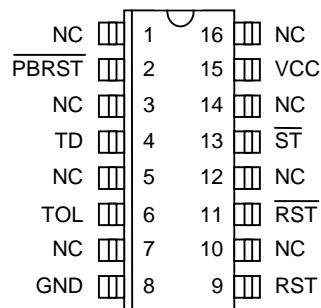 NC 1 16 NC
PBRST 2 15 VCC
NC 3 14 NC
TD 4 13 ST
NC 5 12 NC
TOL 6 11 RST
NC 7 10 NC
GND 8 9 RST